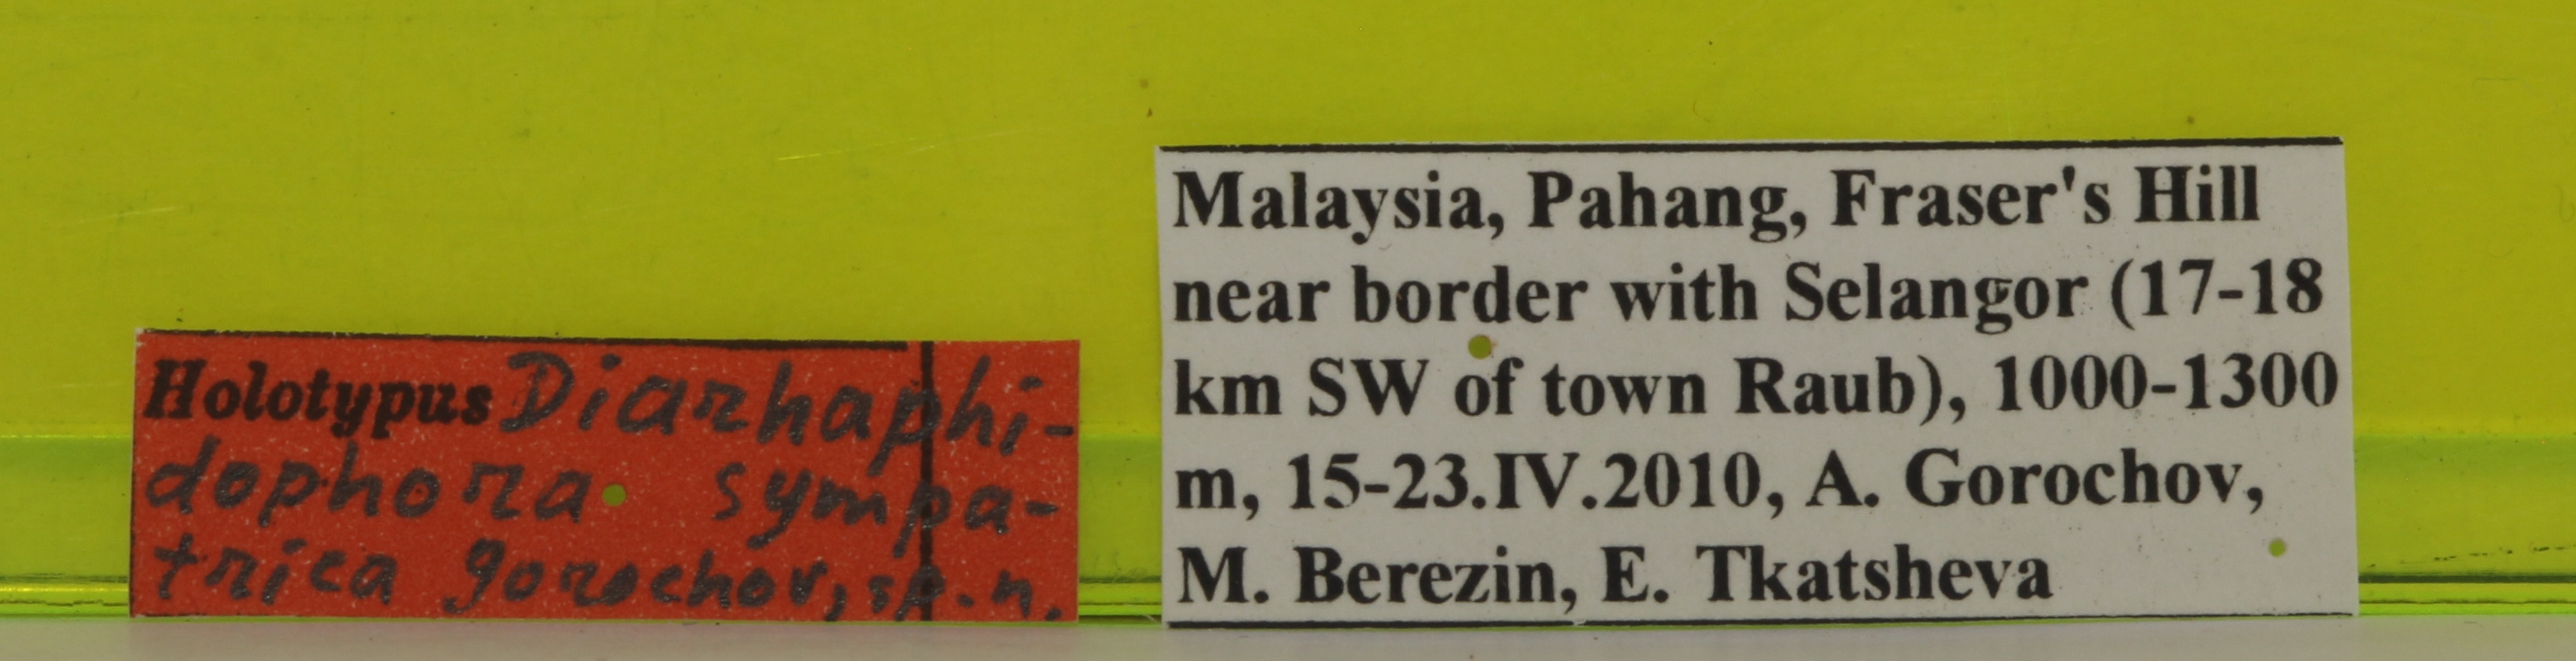 Holotypus Diarhaphi-
dophora sympa-
trica Gorochov, sp. n.
Malaysia, Pahang, Fraser's Hill
near border with Selangor (17-18
km SW of town Raub), 1000-1300
m, 15-23.IV.2010, A. Gorochov,
M. Berezin, E. Tkatsheva